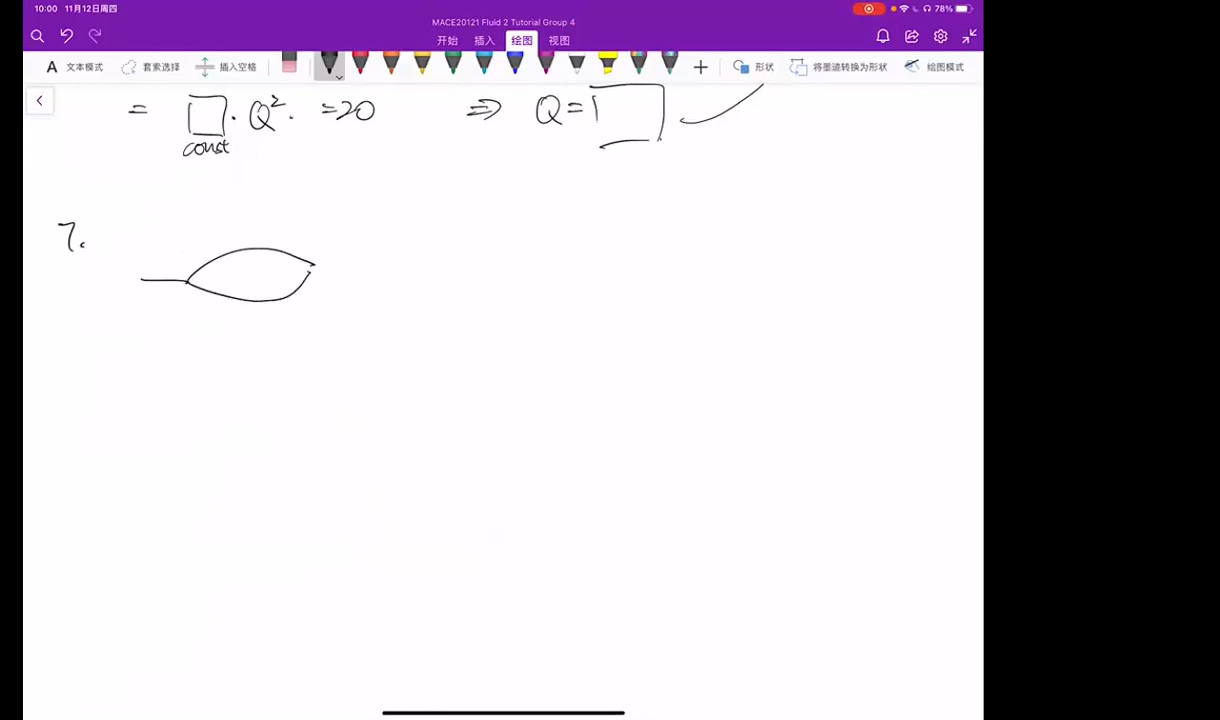 10:00 11月12日周四
78%
MACE20121 Fluid 2 Tutorial Group 4
开始 插入 绘图 视图
A 文本模式 套索选择 插入空格 形状 将墨迹转换为形状 绘图模式
= □ · Q² · =20 ⇒ Q = □
const
7.